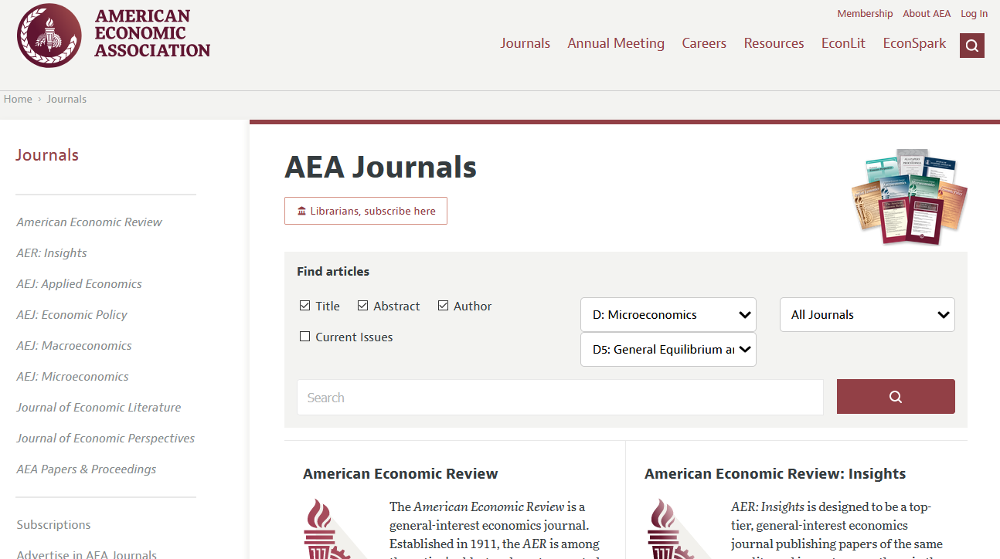 AMERICAN
ECONOMIC
ASSOCIATION
Membership About AEA Log In
Journals Annual Meeting Careers Resources EconLit EconSpark
Home › Journals
Journals
American Economic Review
AER: Insights
AEJ: Applied Economics
AEJ: Economic Policy
AEJ: Macroeconomics
AEJ: Microeconomics
Journal of Economic Literature
Journal of Economic Perspectives
AEA Papers & Proceedings
Subscriptions
Advertise in AEA Journals
AEA Journals
Librarians, subscribe here
Find articles
Title Abstract Author
Current Issues
D: Microeconomics
D5: General Equilibrium
All Journals
Search
American Economic Review
The American Economic Review is a
general-interest economics journal.
Established in 1911, the AER is among
American Economic Review: Insights
AER: Insights is designed to be a top-
tier, general-interest economics
journal publishing papers of the same